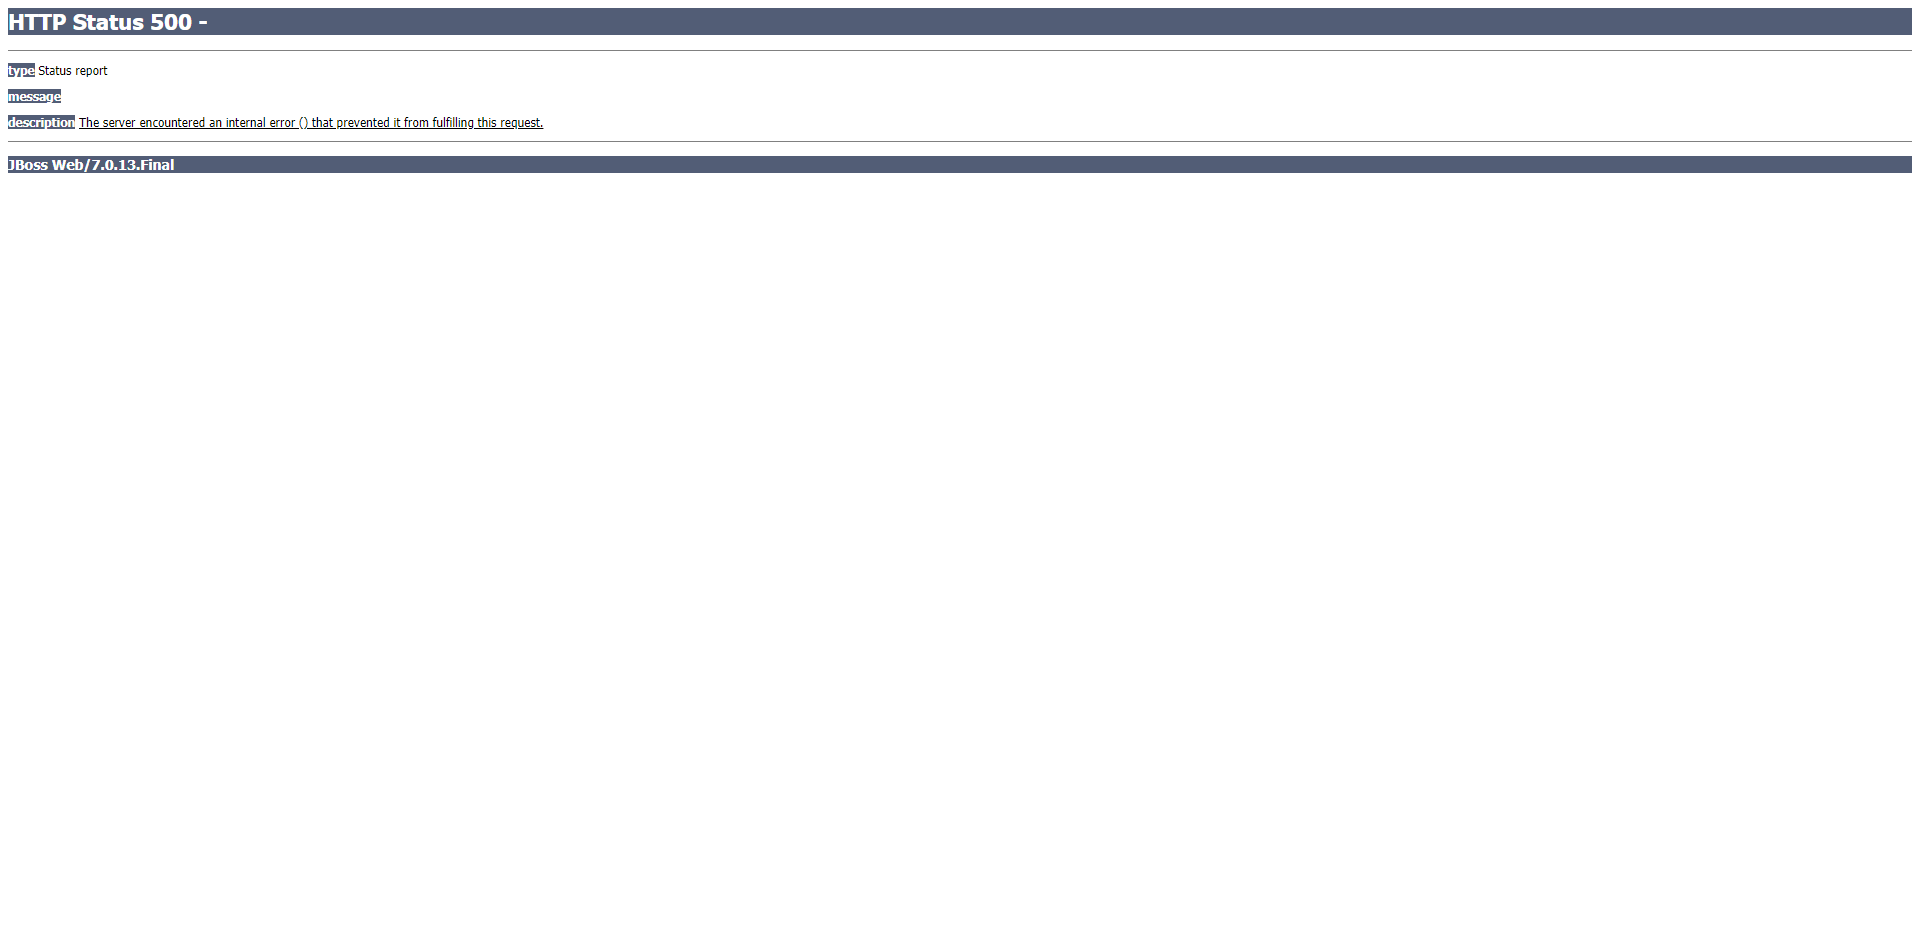 HTTP Status 500 -
type Status report
message
description The server encountered an internal error () that prevented it from fulfilling this request.
JBoss Web/7.0.13.Final